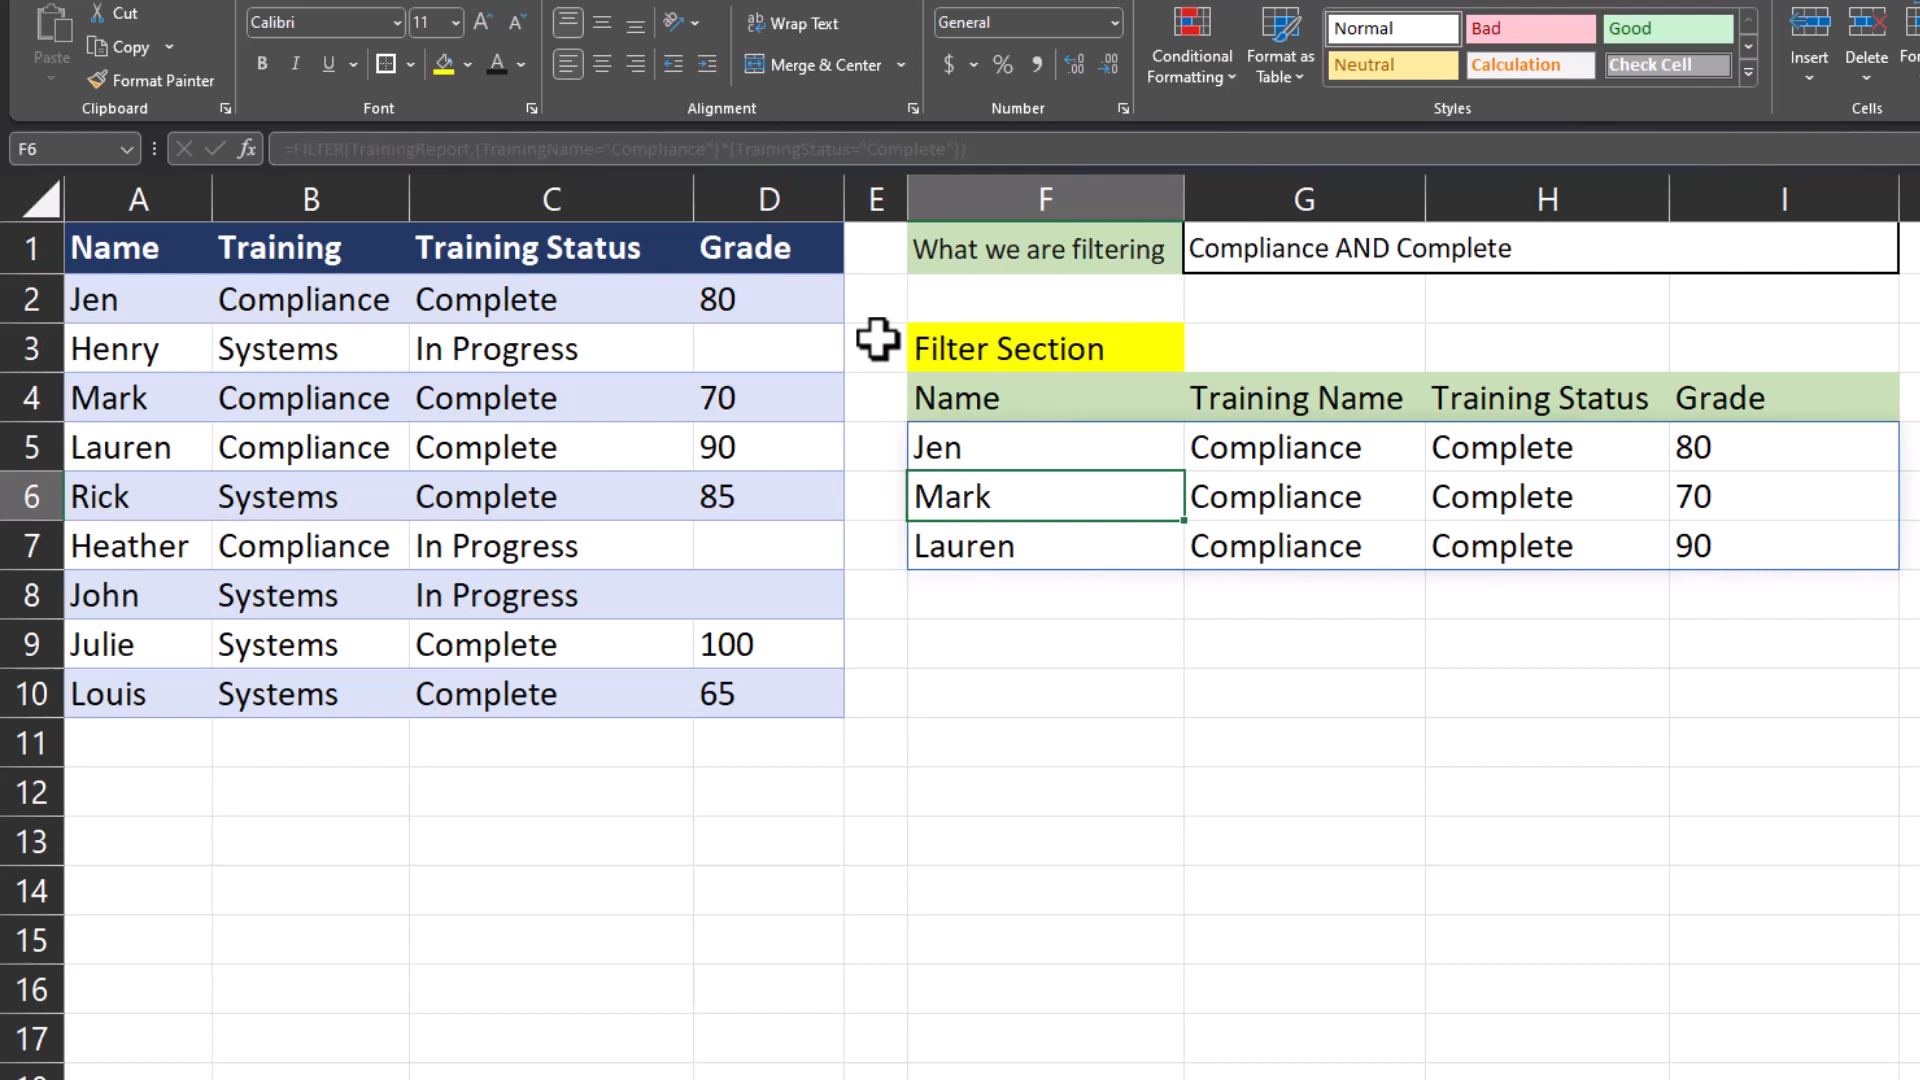 Cut
Calibri
11
Wrap Text
General
Normal
Bad
Good
Paste
Copy
Conditional Formatting
Format as Table
Insert
Delete
B I U
Merge & Center
$ % 9
Neutral
Calculation
Check Cell
Format Painter
Clipboard
Font
Alignment
Number
Styles
Cells
F6
fx
=FILTER(TrainingReport,(TrainingName="Compliance")*(TrainingStatus="Complete"))
A B C D E F G H I
1 Name Training Training Status Grade What we are filtering Compliance AND Complete
2 Jen Compliance Complete 80
3 Henry Systems In Progress Filter Section
4 Mark Compliance Complete 70 Name Training Name Training Status Grade
5 Lauren Compliance Complete 90 Jen Compliance Complete 80
6 Rick Systems Complete 85 Mark Compliance Complete 70
7 Heather Compliance In Progress Lauren Compliance Complete 90
8 John Systems In Progress
9 Julie Systems Complete 100
10 Louis Systems Complete 65
11
12
13
14
15
16
17